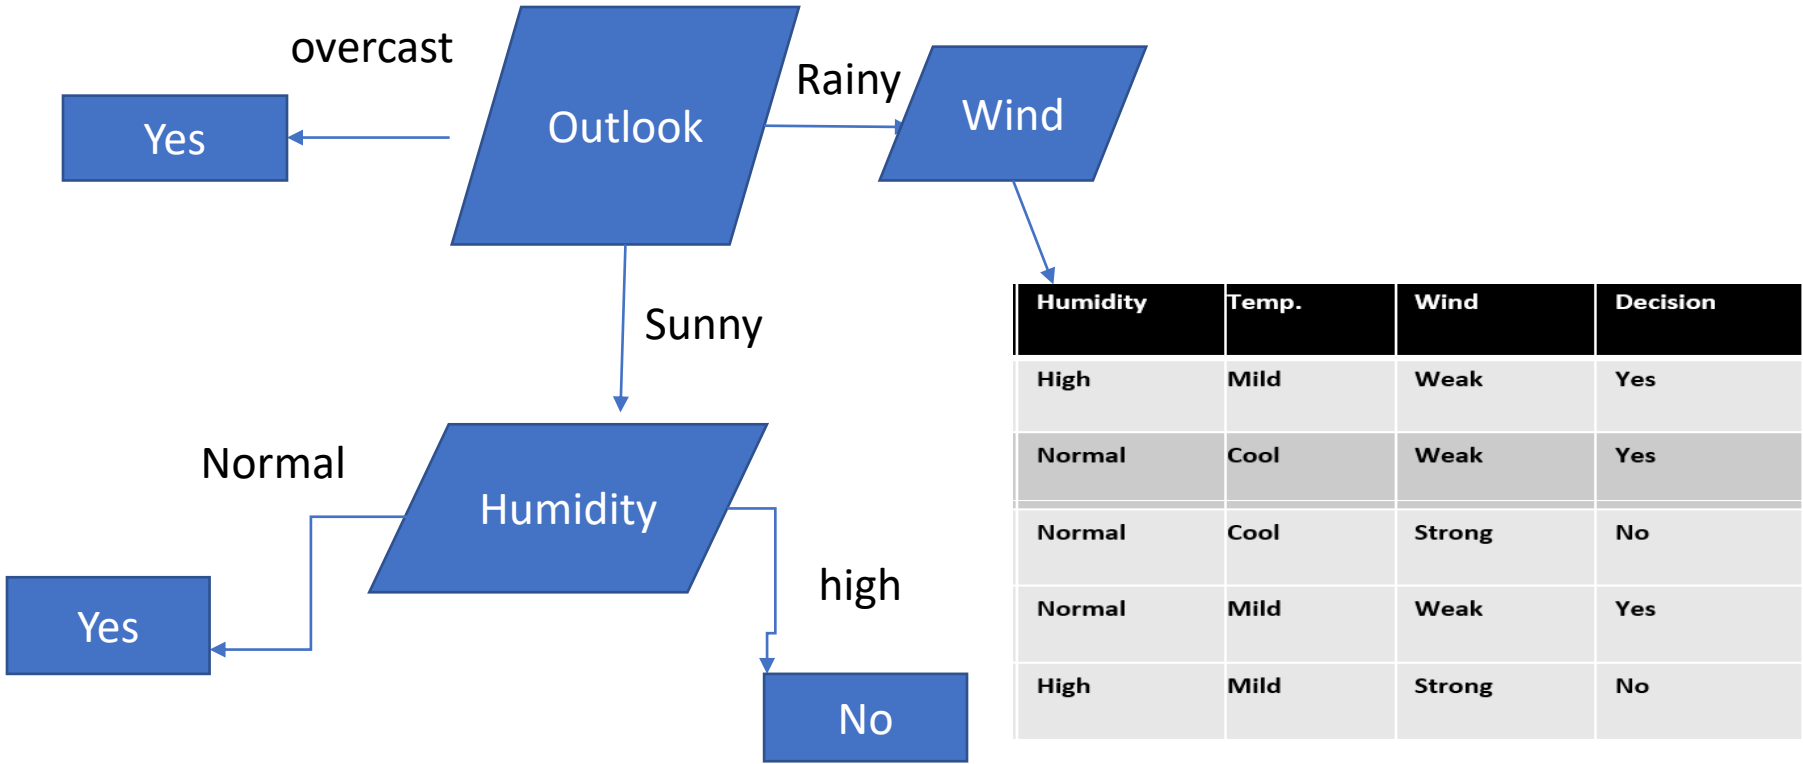 overcast
Outlook
Rainy
Wind
Yes
Sunny
Normal
Humidity
high
Yes
No
Humidity Temp. Wind Decision
High Mild Weak Yes
Normal Cool Weak Yes
Normal Cool Strong No
Normal Mild Weak Yes
High Mild Strong No